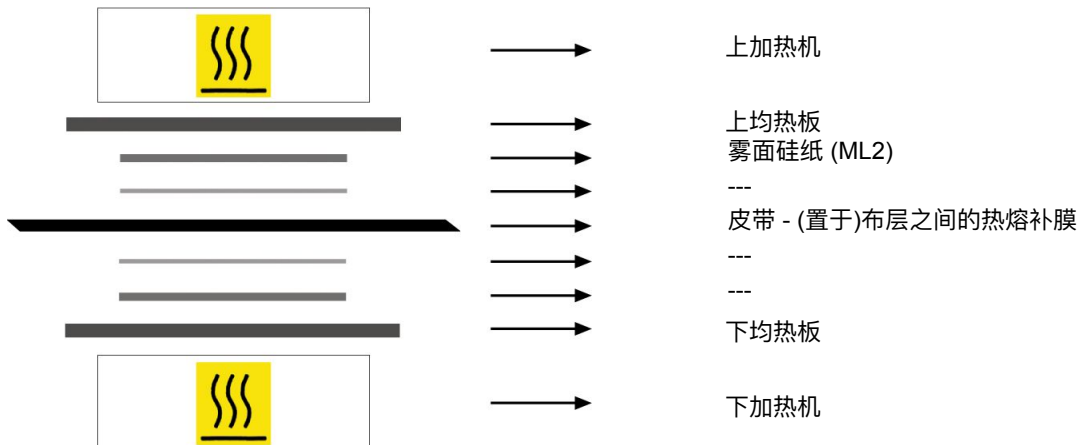 上加热机
上均热板
雾面硅纸 (ML2)
---
皮带 - (置于)布层之间的热熔补膜
---
---
下均热板
下加热机